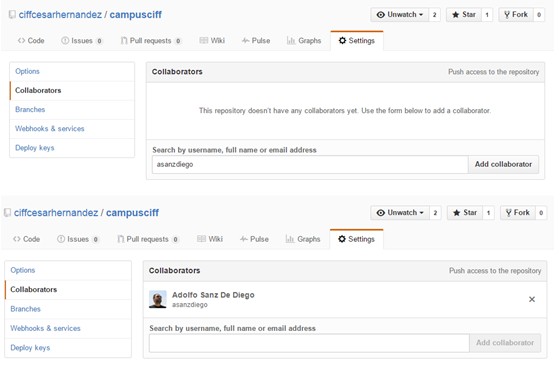 ciffcesarhernandez / campusciff
Unwatch 2 Star 1 Fork 0
Code Issues 0 Pull requests 0 Wiki Pulse Graphs Settings
Options
Collaborators
Branches
Webhooks & services
Deploy keys
Collaborators Push access to the repository
This repository doesn't have any collaborators yet. Use the form below to add a collaborator.
Search by username, full name or email address
asanzdiego Add collaborator
ciffcesarhernandez / campusciff
Unwatch 2 Star 1 Fork 0
Code Issues 0 Pull requests 0 Wiki Pulse Graphs Settings
Options
Collaborators
Branches
Webhooks & services
Deploy keys
Collaborators Push access to the repository
Adolfo Sanz De Diego
asanzdiego
Search by username, full name or email address
Add collaborator